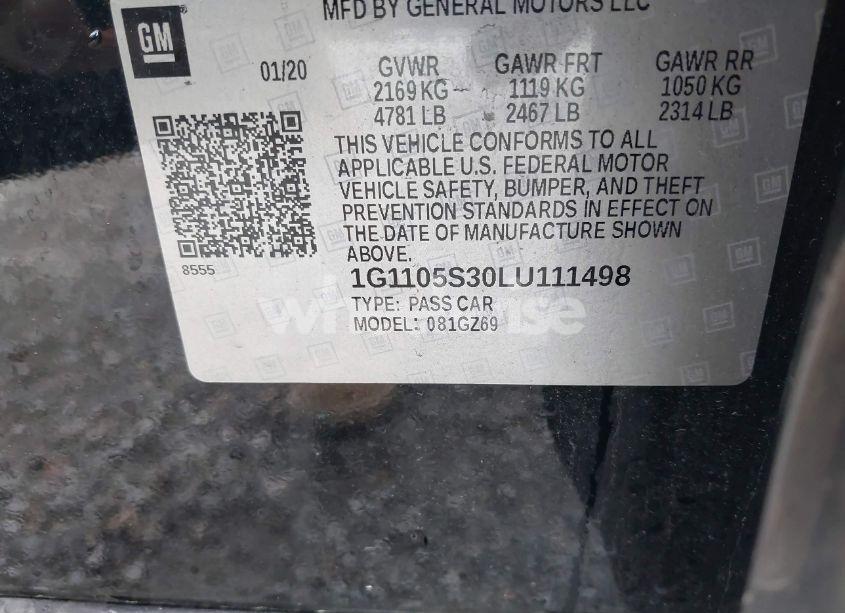 MFD BY GENERAL MOTORS LLC
GM
01/20
GVWR GAWR FRT GAWR RR
2169 KG 1119 KG 1050 KG
4781 LB 2467 LB 2314 LB
THIS VEHICLE CONFORMS TO ALL
APPLICABLE U.S. FEDERAL MOTOR
VEHICLE SAFETY, BUMPER, AND THEFT
PREVENTION STANDARDS IN EFFECT ON
THE DATE OF MANUFACTURE SHOWN
ABOVE.
8555
1G1105S30LU111498
TYPE: PASS CAR
MODEL: 081GZ69